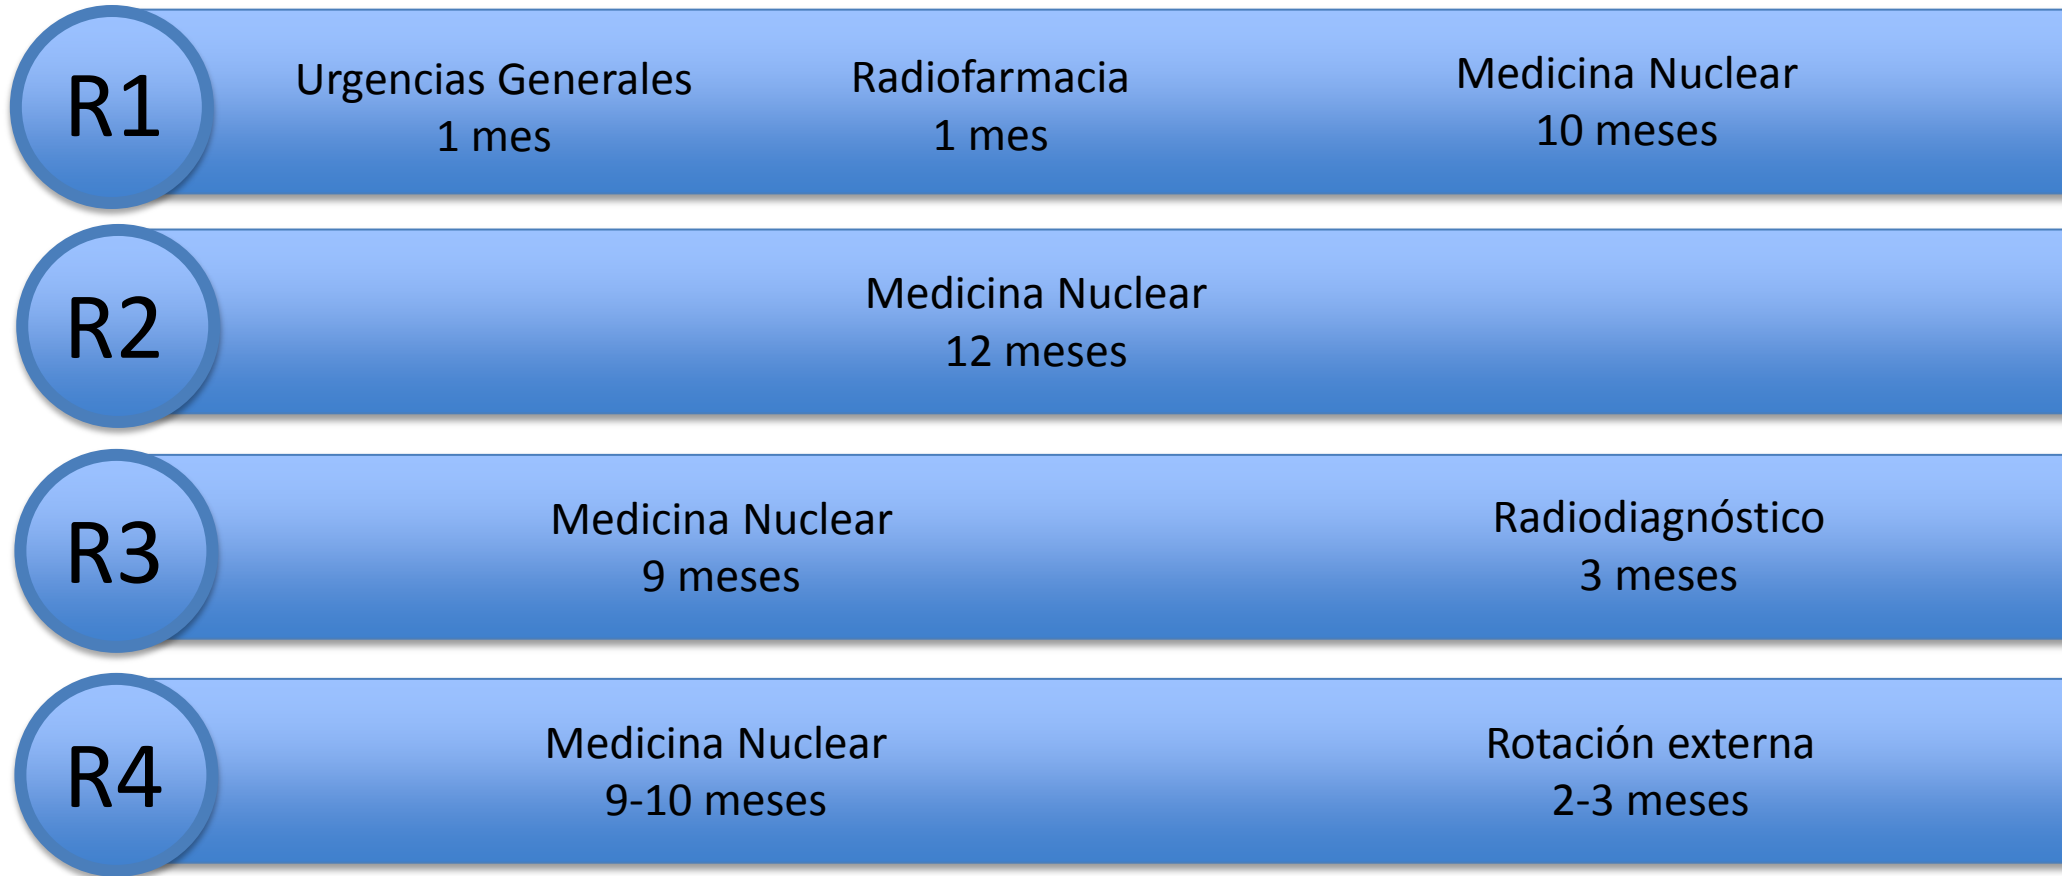 R1
Urgencias Generales
1 mes
Radiofarmacia
1 mes
Medicina Nuclear
10 meses
R2
Medicina Nuclear
12 meses
R3
Medicina Nuclear
9 meses
Radiodiagnóstico
3 meses
R4
Medicina Nuclear
9-10 meses
Rotación externa
2-3 meses